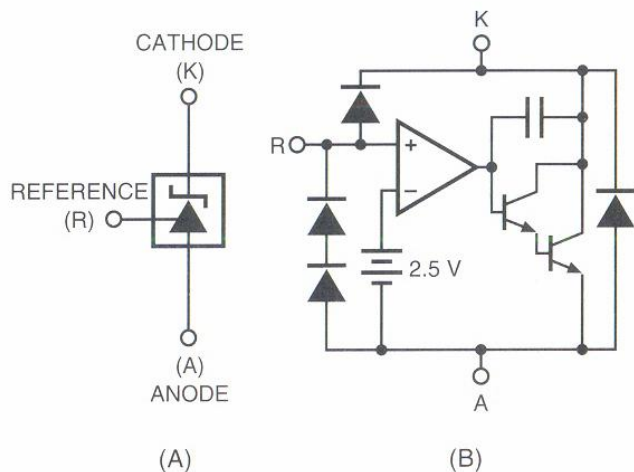 CATHODE
(K)
REFERENCE
(R)
(A)
ANODE
(A)
K
R
+
−
2.5 V
A
(B)